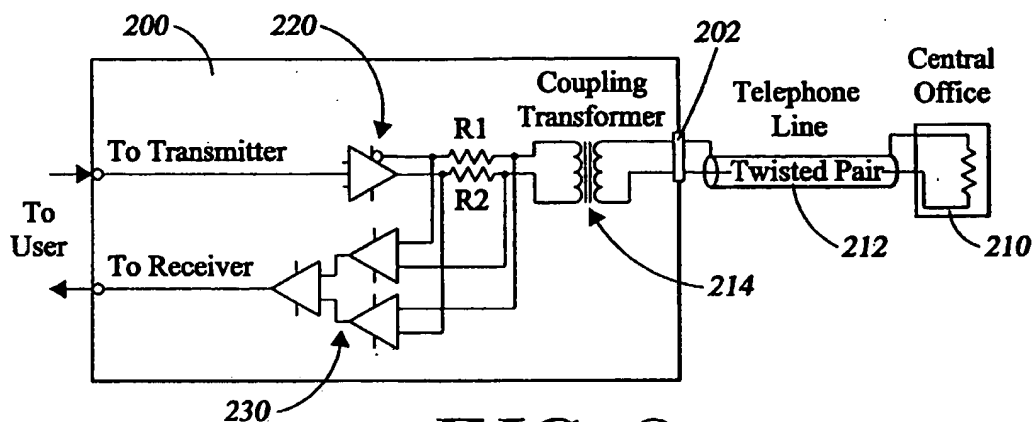 200
220
202
Central
Office
Coupling
Transformer
Telephone
Line
R1
To Transmitter
Twisted Pair
R2
To
User
212
210
To Receiver
214
230